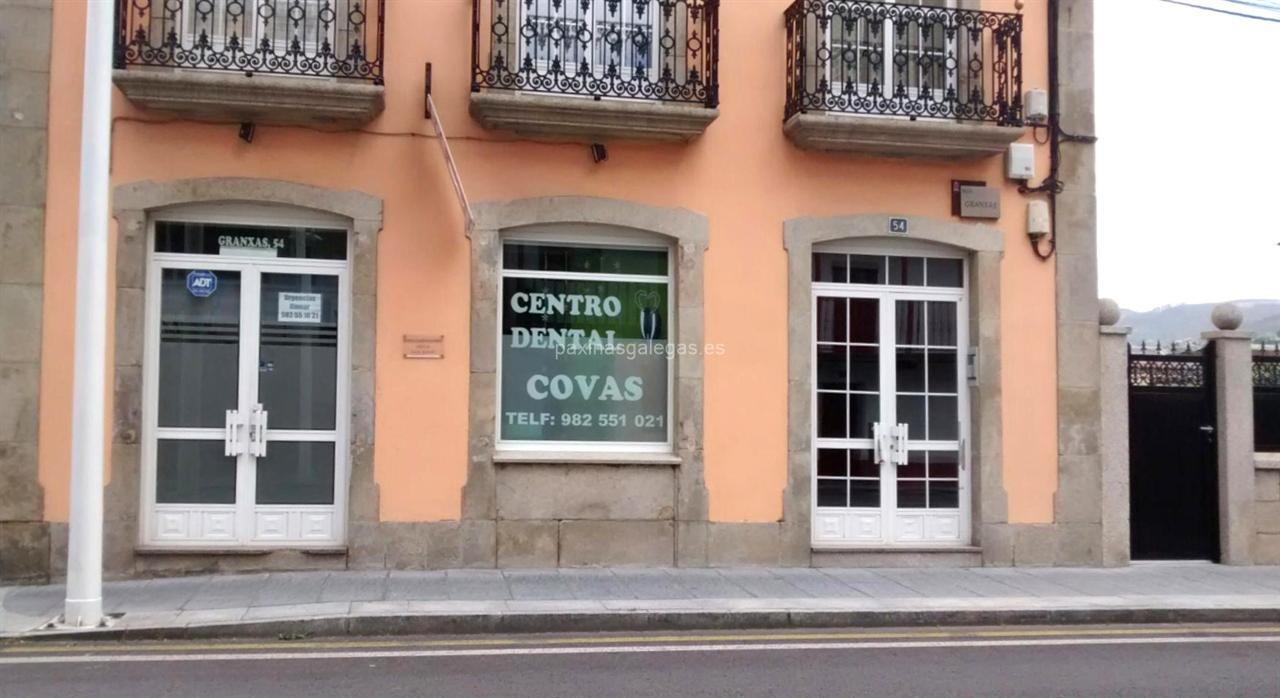 GRANXAS, 54
ADT
Urgencias
llamar
982 55 10 21
CENTRO
DENTAL
COVAS
TELF: 982 551 021
paxinasgalegas.es
54
GRANXAS